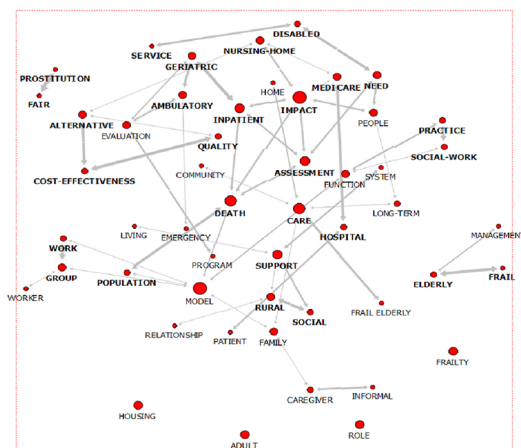 DISABLED
SERVICE
NURSING-HOME
GERIATRIC
PROSTITUTION
MEDICARE
NEED
HOME
FAIR
AMBULATORY
IMPACT
ALTERNATIVE
EVALUATION
INPATIENT
PEOPLE
PRACTICE
QUALITY
SOCIAL-WORK
COST-EFFECTIVENESS
COMMUNITY
ASSESSMENT
SYSTEM
FUNCTION
DEATH
CARE
LONG-TERM
LIVING
EMERGENCY
HOSPITAL
MANAGEMENT
WORK
PROGRAM
SUPPORT
GROUP
POPULATION
ELDERLY
FRAIL
WORKER
MODEL
RURAL
SOCIAL
FRAIL ELDERLY
RELATIONSHIP
PATIENT
FAMILY
FRAILTY
CAREGIVER
INFORMAL
HOUSING
ADULT
ROLE